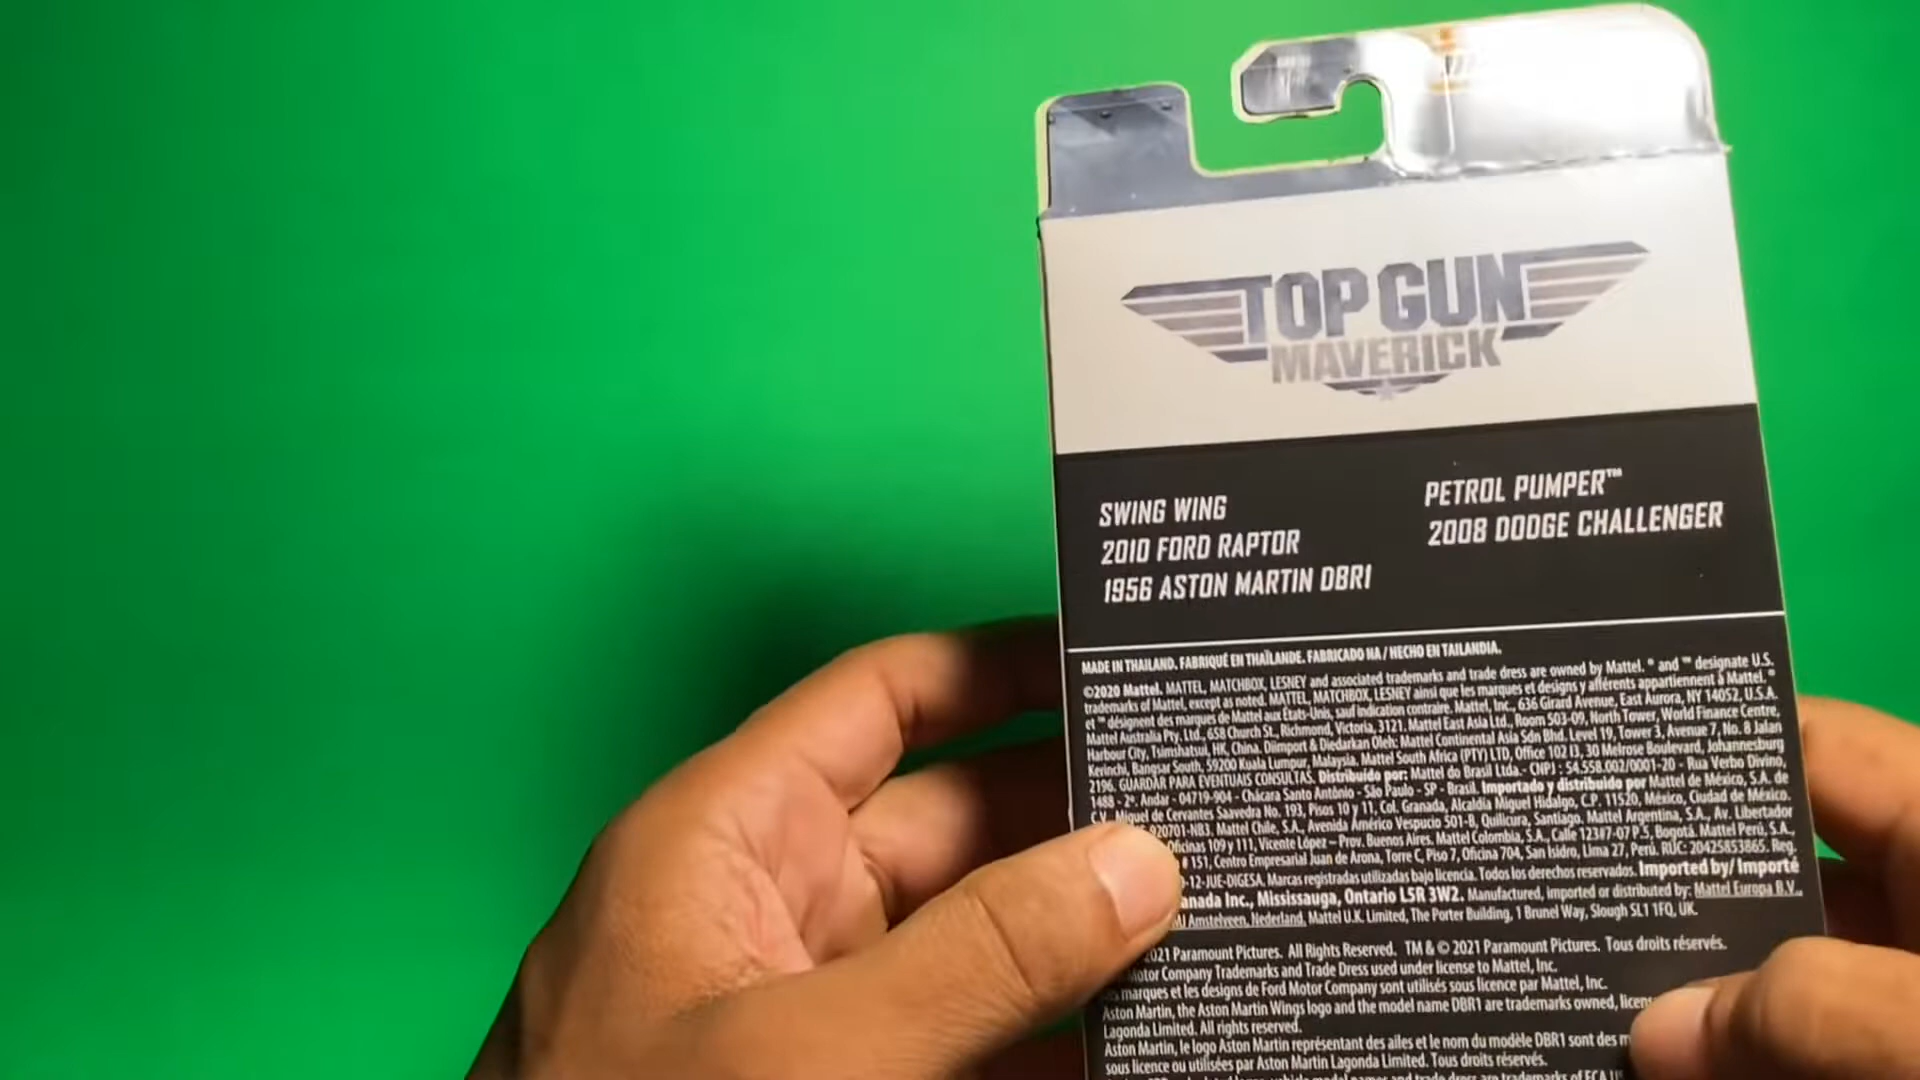 TOP GUN
MAVERICK
SWING WING
2010 FORD RAPTOR
1956 ASTON MARTIN DBR1
PETROL PUMPER™
2008 DODGE CHALLENGER
MADE IN THAILAND. FABRIQUÉ EN THAÏLANDE. FABRICADO NA / HECHO EN TAILANDIA.
©2020 Mattel. MATTEL, MATCHBOX, LESNEY and associated trademarks and trade dress are owned by Mattel. ® and ™ designate U.S.
trademarks of Mattel, except as noted. MATTEL, MATCHBOX, LESNEY ainsi que les marques et designs y afférents appartiennent à Mattel. ®
et ™ désignent des marques de Mattel aux États-Unis, sauf indication contraire. Mattel, Inc., 636 Girard Avenue, East Aurora, NY 14052, U.S.A.
Mattel Australia Pty. Ltd., 658 Church St., Richmond, Victoria, 3121. Mattel East Asia Ltd., Room 503-09, North Tower, World Finance Centre,
Harbour City, Tsimshatsui, HK, China. Diimport & Diedarkan Oleh: Mattel Continental Asia Sdn Bhd. Level 19, Tower 3, Avenue 7, No. 8 Jalan
Kerinchi, Bangsar South, 59200 Kuala Lumpur, Malaysia. Mattel South Africa (PTY) LTD, Office 102 I3, 30 Melrose Boulevard, Johannesburg
2196. GUARDAR PARA EVENTUAIS CONSULTAS. Distribuído por: Mattel do Brasil Ltda.- CNPJ : 54.558.002/0001-20 - Rua Verbo Divino,
1488 - 2º. Andar - 04719-904 - Chácara Santo Antônio - São Paulo - SP - Brasil. Importado y distribuido por Mattel de México, S.A. de
C.V. Miguel de Cervantes Saavedra No. 193, Pisos 10 y 11, Col. Granada, Alcaldía Miguel Hidalgo, C.P. 11520, México, Ciudad de México.
920701-NB3. Mattel Chile, S.A., Avenida Américo Vespucio 501-B, Quilicura, Santiago. Mattel Argentina, S.A., Av. Libertador
Oficinas 109 y 111, Vicente López – Prov. Buenos Aires. Mattel Colombia, S.A., Calle 123#7-07 P.5, Bogotá. Mattel Perú, S.A.,
# 151, Centro Empresarial Juan de Arona, Torre C, Piso 7, Oficina 704, San Isidro, Lima 27, Perú. RUC: 20425853865. Reg.
-12-JUE-DIGESA. Marcas registradas utilizadas bajo licencia. Todos los derechos reservados. Imported by/ Importé
anada Inc., Mississauga, Ontario L5R 3W2. Manufactured, imported or distributed by: Mattel Europa B.V.,
Amstelveen, Nederland. Mattel U.K. Limited, The Porter Building, 1 Brunel Way, Slough SL1 1FQ, UK.
021 Paramount Pictures. All Rights Reserved. TM & © 2021 Paramount Pictures. Tous droits réservés.
Motor Company Trademarks and Trade Dress used under license to Mattel, Inc.
marques et les designs de Ford Motor Company sont utilisés sous licence par Mattel, Inc.
Aston Martin, the Aston Martin Wings logo and the model name DBR1 are trademarks owned,
Lagonda Limited. All rights reserved.
Aston Martin, le logo Aston Martin représentant des ailes et le nom du modèle DBR1 sont des
sous licence ou utilisées par Aston Martin Lagonda Limited. Tous droits réservés.